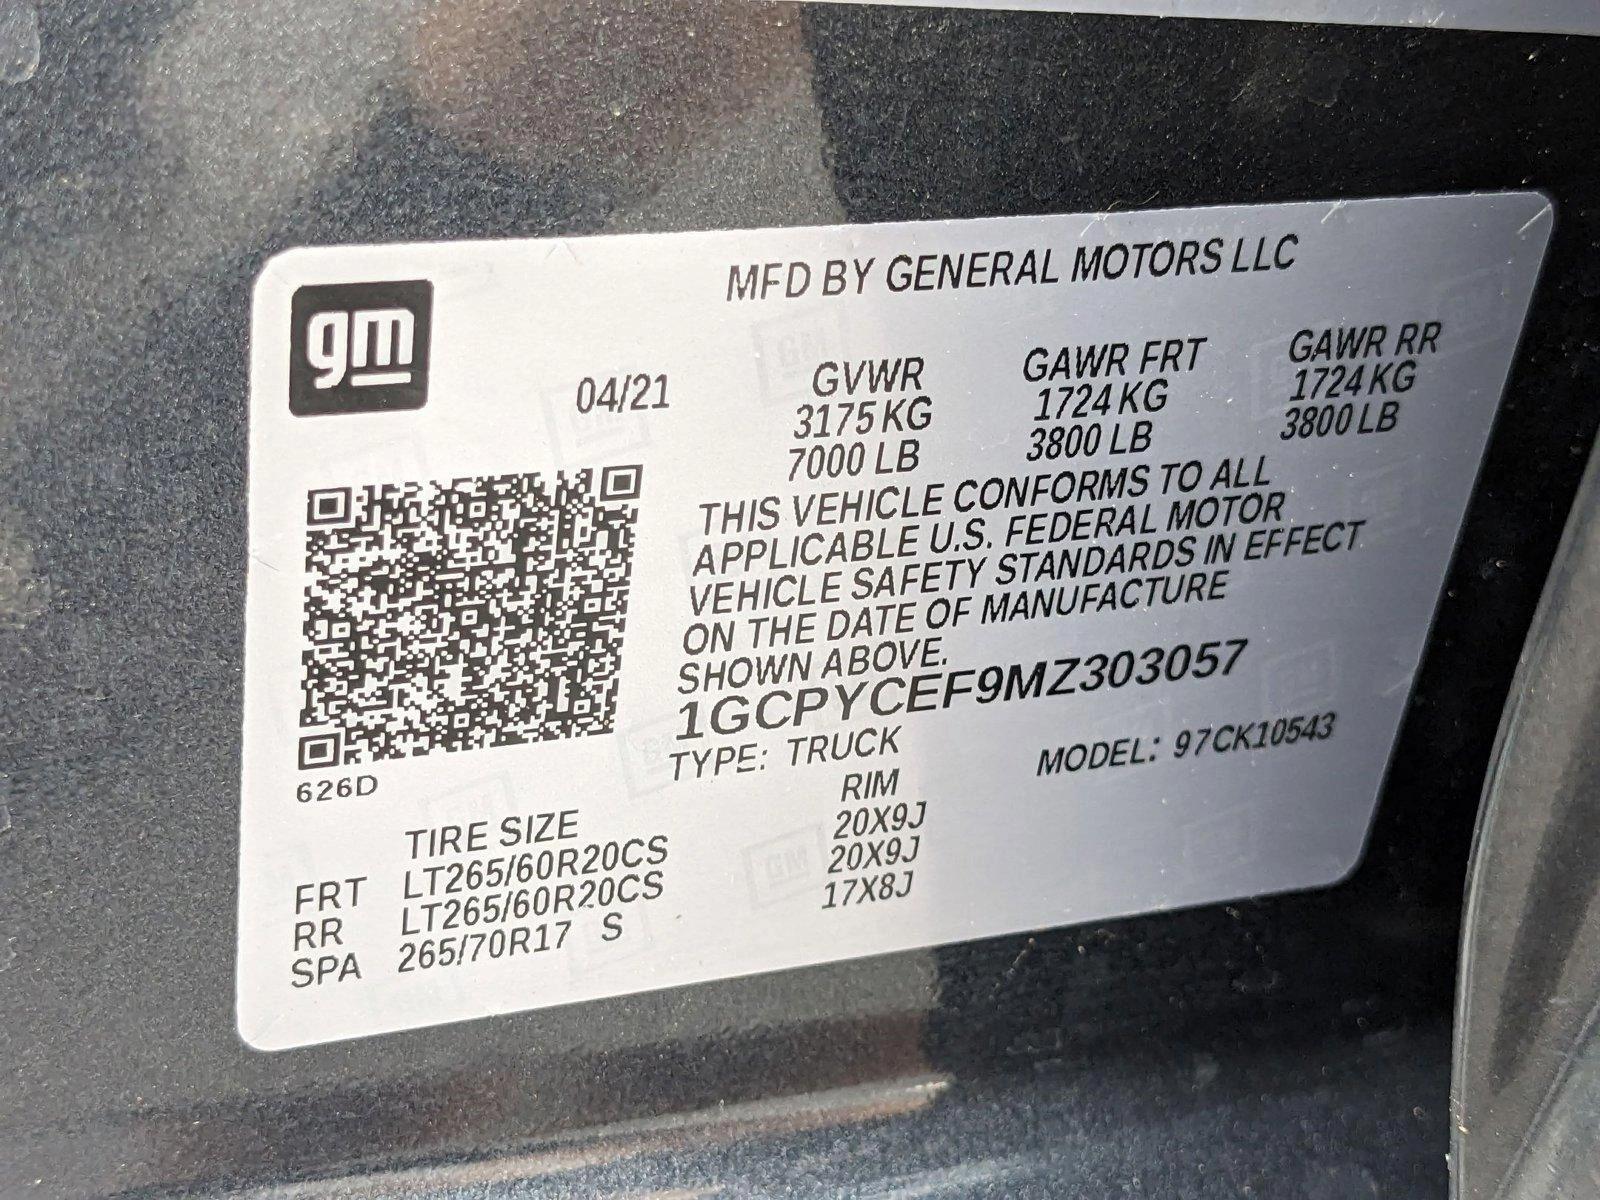 MFD BY GENERAL MOTORS LLC
gm
04/21
GVWR GAWR FRT GAWR RR
3175 KG 1724 KG 1724 KG
7000 LB 3800 LB 3800 LB
THIS VEHICLE CONFORMS TO ALL
APPLICABLE U.S. FEDERAL MOTOR
VEHICLE SAFETY STANDARDS IN EFFECT
ON THE DATE OF MANUFACTURE
SHOWN ABOVE.
1GCPYCEF9MZ303057
TYPE: TRUCK MODEL: 97CK10543
626D
TIRE SIZE RIM
FRT LT265/60R20CS 20X9J
RR LT265/60R20CS 20X9J
SPA 265/70R17 S 17X8J